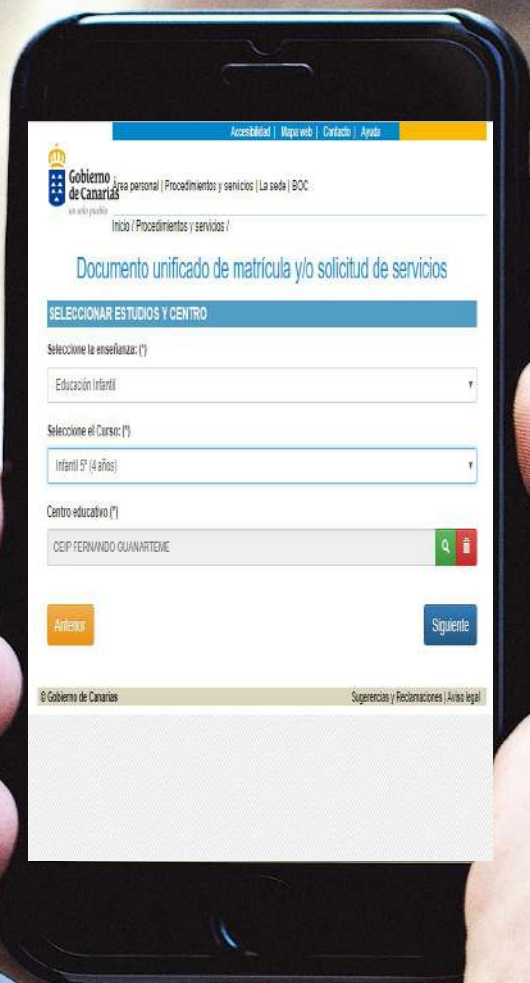 Accesibilidad | Mapa web | Contacto | Ayuda
Gobierno
de Canarias
un solo pueblo
Área personal | Procedimientos y servicios | La sede | BOC
Inicio / Procedimientos y servicios /
Documento unificado de matrícula y/o solicitud de servicios
SELECCIONAR ESTUDIOS Y CENTRO
Seleccione la enseñanza: (*)
Educación Infantil
Seleccione el Curso: (*)
Infantil 5º (4 años)
Centro educativo (*)
CEIP FERNANDO GUANARTEME
Anterior
Siguiente
© Gobierno de Canarias
Sugerencias y Reclamaciones | Aviso legal